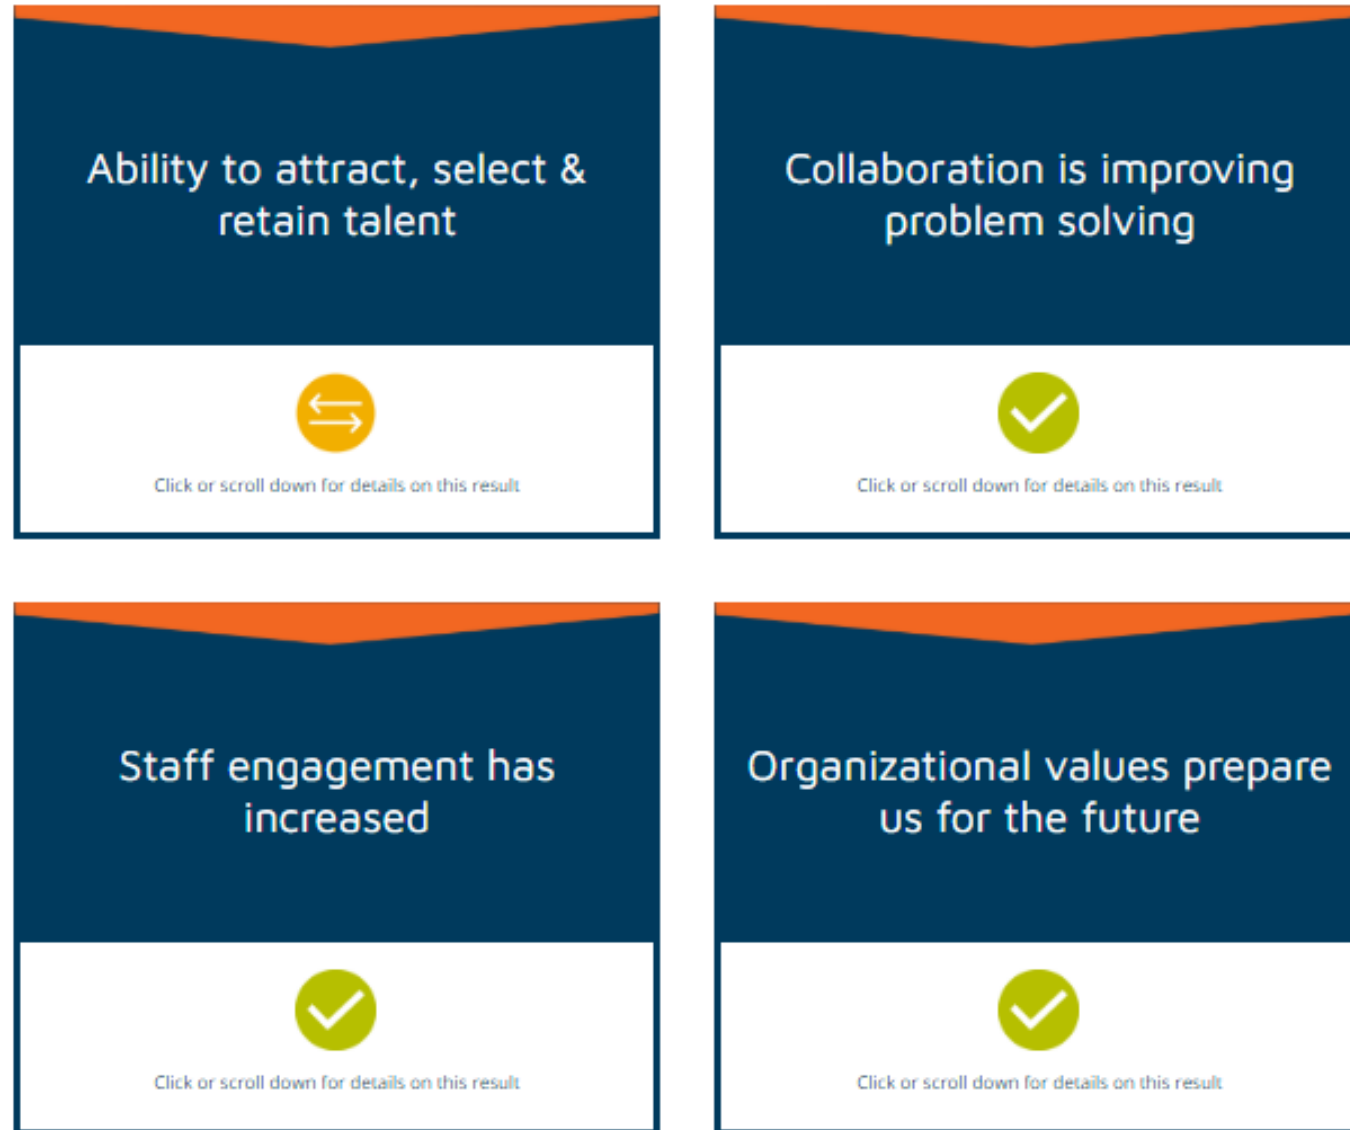 Ability to attract, select &
retain talent
Click or scroll down for details on this result
Collaboration is improving
problem solving
Click or scroll down for details on this result
Staff engagement has
increased
Click or scroll down for details on this result
Organizational values prepare
us for the future
Click or scroll down for details on this result